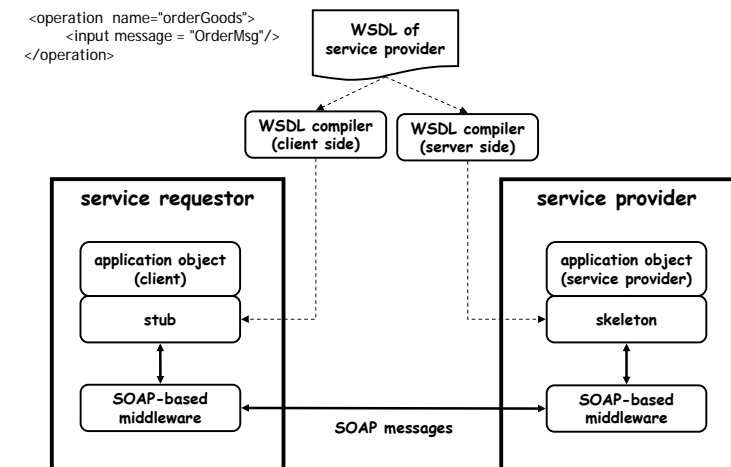 <operation name="orderGoods">
<input message = "OrderMsg"/>
</operation>
WSDL of
service provider
WSDL compiler
(client side)
WSDL compiler
(server side)
service requestor
service provider
application object
(client)
application object
(service provider)
stub
skeleton
SOAP-based
middleware
SOAP-based
middleware
SOAP messages